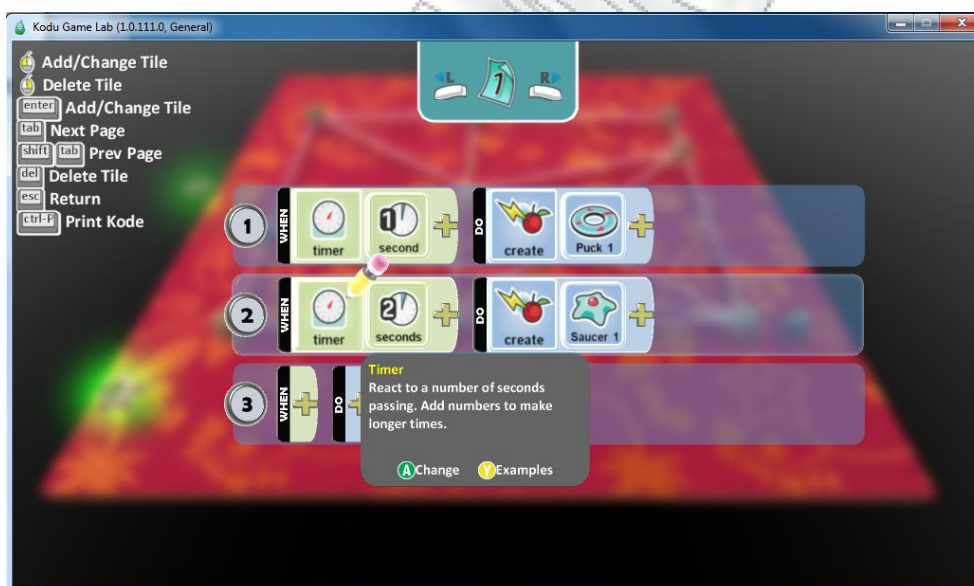 Kodu Game Lab (1.0.111.0, General)
Add/Change Tile
Delete Tile
enter Add/Change Tile
tab Next Page
shift tab Prev Page
del Delete Tile
esc Return
ctrl-P Print Kode
L 1 R
1 WHEN timer 1 second DO create Puck 1
2 WHEN timer 2 seconds DO create Saucer 1
3 WHEN DO
Timer
React to a number of seconds
passing. Add numbers to make
longer times.
A Change Y Examples